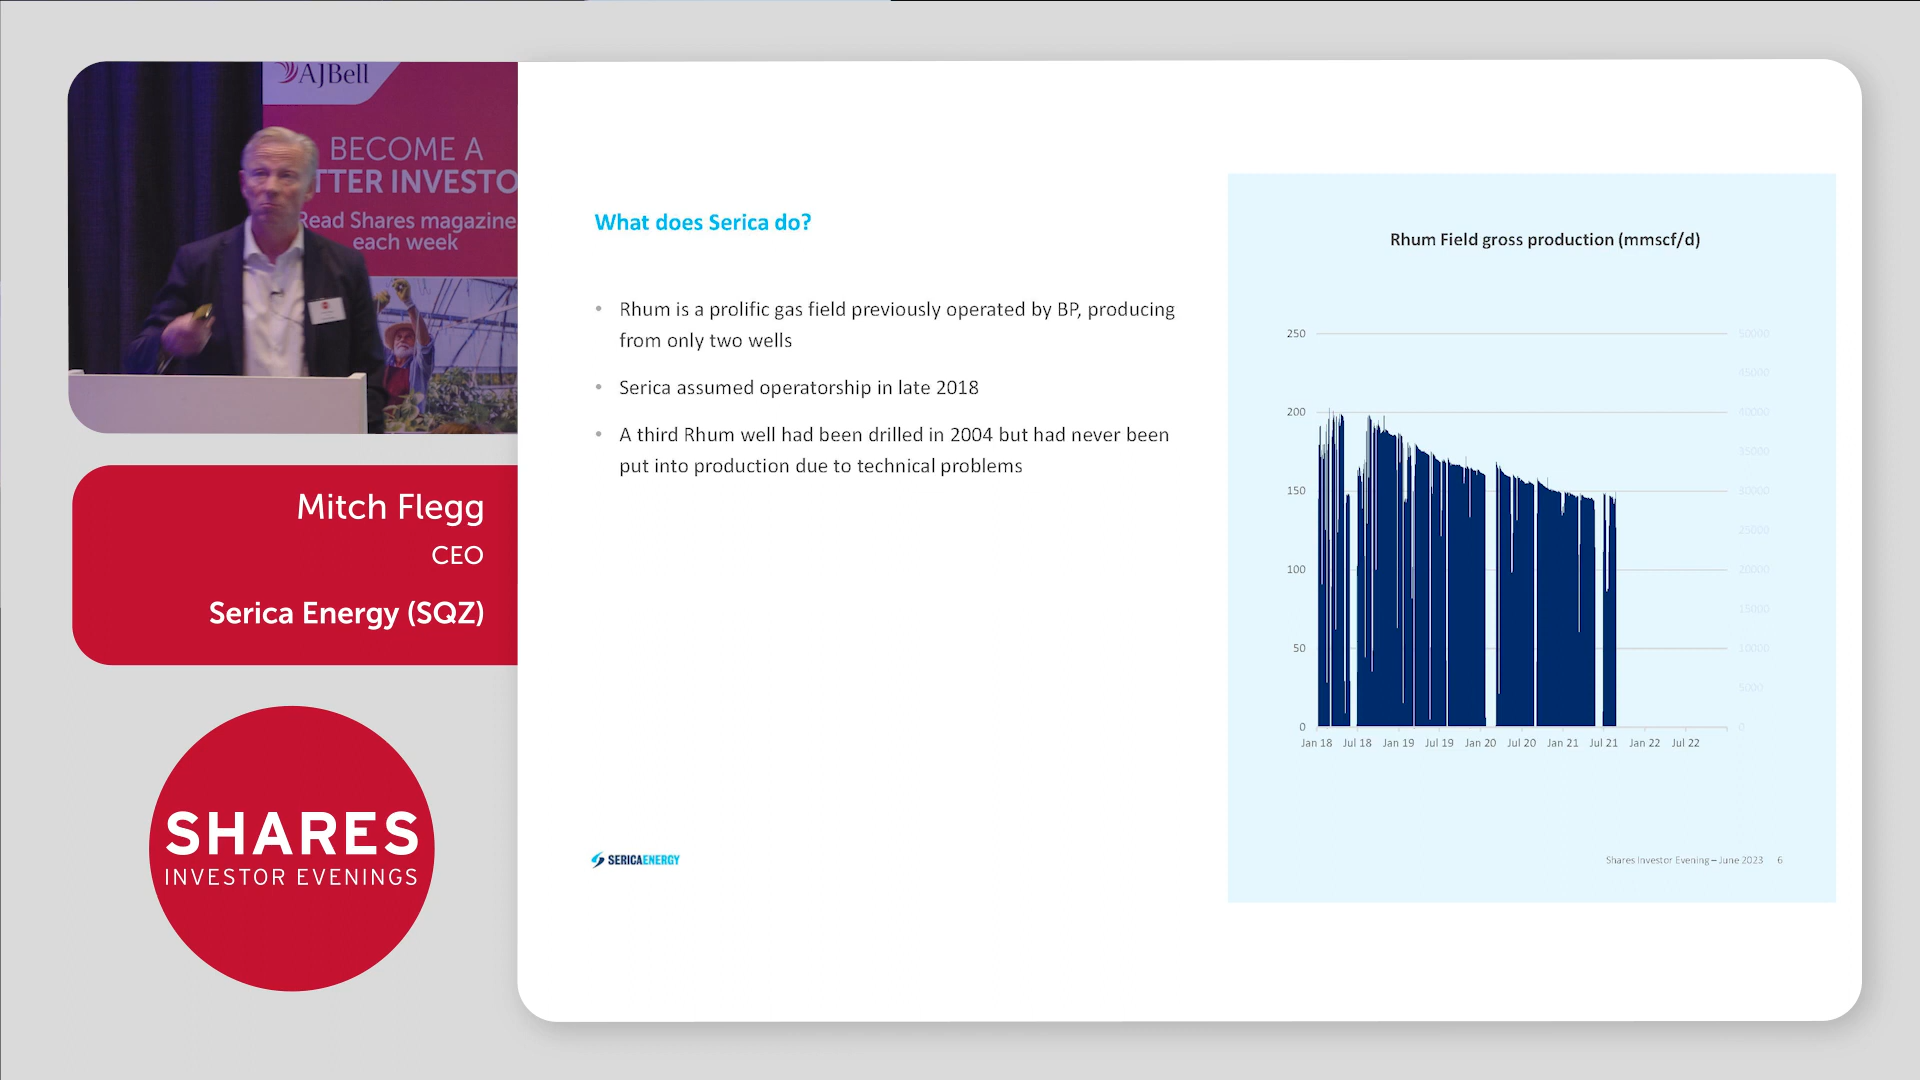 AJBell
BECOME A
TTER INVESTO
Read Shares magazine
each week
Mitch Flegg
CEO
Serica Energy (SQZ)
SHARES
INVESTOR EVENINGS
What does Serica do?
• Rhum is a prolific gas field previously operated by BP, producing
from only two wells
• Serica assumed operatorship in late 2018
• A third Rhum well had been drilled in 2004 but had never been
put into production due to technical problems
SERICAENERGY
Rhum Field gross production (mmscf/d)
250 50000
45000
200 40000
35000
150 30000
25000
100 20000
15000
50 10000
5000
0 0
Jan 18 Jul 18 Jan 19 Jul 19 Jan 20 Jul 20 Jan 21 Jul 21 Jan 22 Jul 22
Shares Investor Evening – June 2023 6